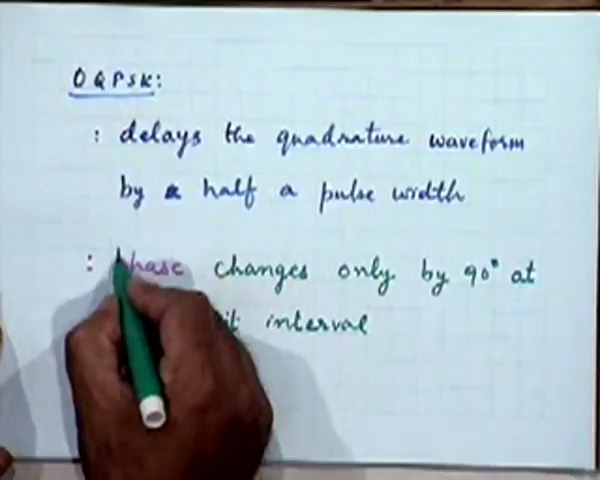 OQPSK:
: delays the quadrature waveform
by a half a pulse width
: phase changes only by 90° at
interval